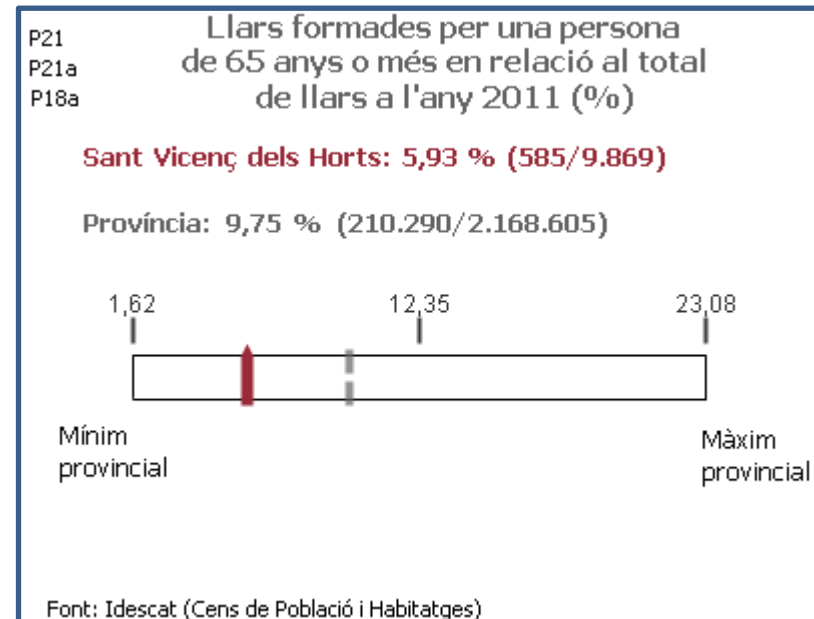 P21
P21a
P18a
Llars formades per una persona
de 65 anys o més en relació al total
de llars a l'any 2011 (%)
Sant Vicenç dels Horts: 5,93 % (585/9.869)
Província: 9,75 % (210.290/2.168.605)
1,62 12,35 23,08
Mínim
provincial
Màxim
provincial
Font: Idescat (Cens de Població i Habitatges)